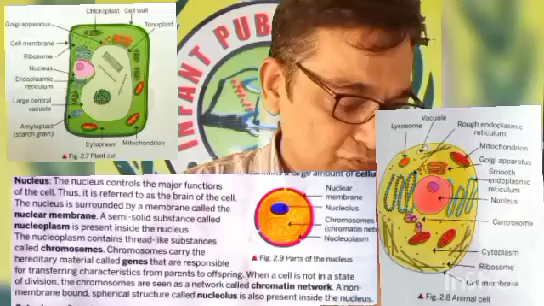 Chloroplast Cell wall
Golgi apparatus
Tonoplast
Cell membrane
Ribosome
Nucleus
Endoplasmic
reticulum
Large central
vacuole
Amyloplast
(starch grain)
Cytoplasm
Mitochondrion
▲ Fig. 2.7 Plant cell
INFANT PUB
Vacuole
Lysosome
Rough endoplasmic
reticulum
Mitochondrion
Golgi apparatus
Smooth
endoplasmic
reticulum
Nucleus
Centrosome
Cytoplasm
Ribosome
Cell membrane
▲ Fig. 2.8 Animal cell
a large amount of cellu
Nucleus: The nucleus controls the major functions
of the cell. Thus, it is referred to as the brain of the cell.
The nucleus is surrounded by a membrane called the
nuclear membrane. A semi-solid substance called
nucleoplasm is present inside the nucleus.
The nucleoplasm contains thread-like substances
called chromosomes. Chromosomes carry the
hereditary material called genes that are responsible
for transferring characteristics from parents to offspring. When a cell is not in a state
of division, the chromosomes are seen as a network called chromatin network. A non-
membrane bound, spherical structure called nucleolus is also present inside the nucleus.
Nuclear
membrane
Nucleolus
Chromosomes
(chromatin netw
Nucleoplasm
▲ Fig. 2.9 Parts of the nucleus